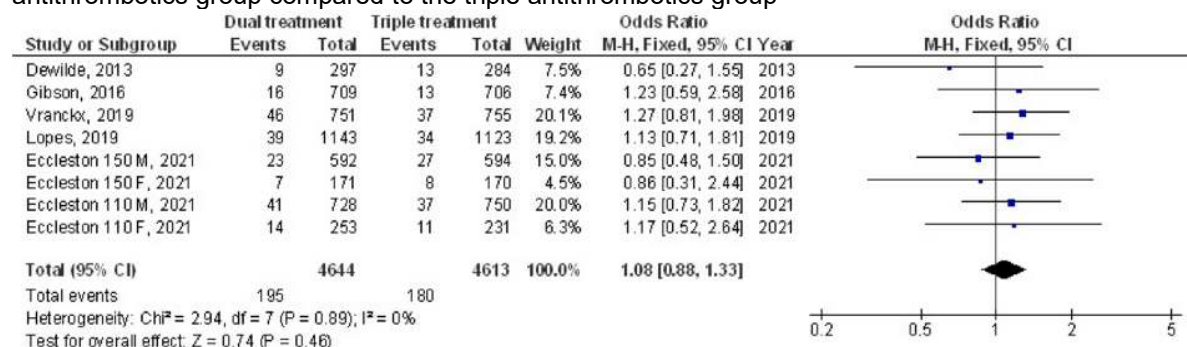 antithrombotics group compared to the triple antithrombotics group
Dual treatment Triple treatment Odds Ratio Odds Ratio
Study or Subgroup Events Total Events Total Weight M-H, Fixed, 95% CI Year M-H, Fixed, 95% CI
Dewilde, 2013 9 297 13 284 7.5% 0.65 [0.27, 1.55] 2013
Gibson, 2016 16 709 13 706 7.4% 1.23 [0.59, 2.58] 2016
Vranckx, 2019 46 751 37 755 20.1% 1.27 [0.81, 1.98] 2019
Lopes, 2019 39 1143 34 1123 19.2% 1.13 [0.71, 1.81] 2019
Eccleston 150 M, 2021 23 592 27 594 15.0% 0.85 [0.48, 1.50] 2021
Eccleston 150 F, 2021 7 171 8 170 4.5% 0.86 [0.31, 2.44] 2021
Eccleston 110 M, 2021 41 728 37 750 20.0% 1.15 [0.73, 1.82] 2021
Eccleston 110 F, 2021 14 253 11 231 6.3% 1.17 [0.52, 2.64] 2021
Total (95% CI) 4644 4613 100.0% 1.08 [0.88, 1.33]
Total events 195 180
Heterogeneity: Chi² = 2.94, df = 7 (P = 0.89); I² = 0%
Test for overall effect: Z = 0.74 (P = 0.46)
0.2 0.5 1 2 5